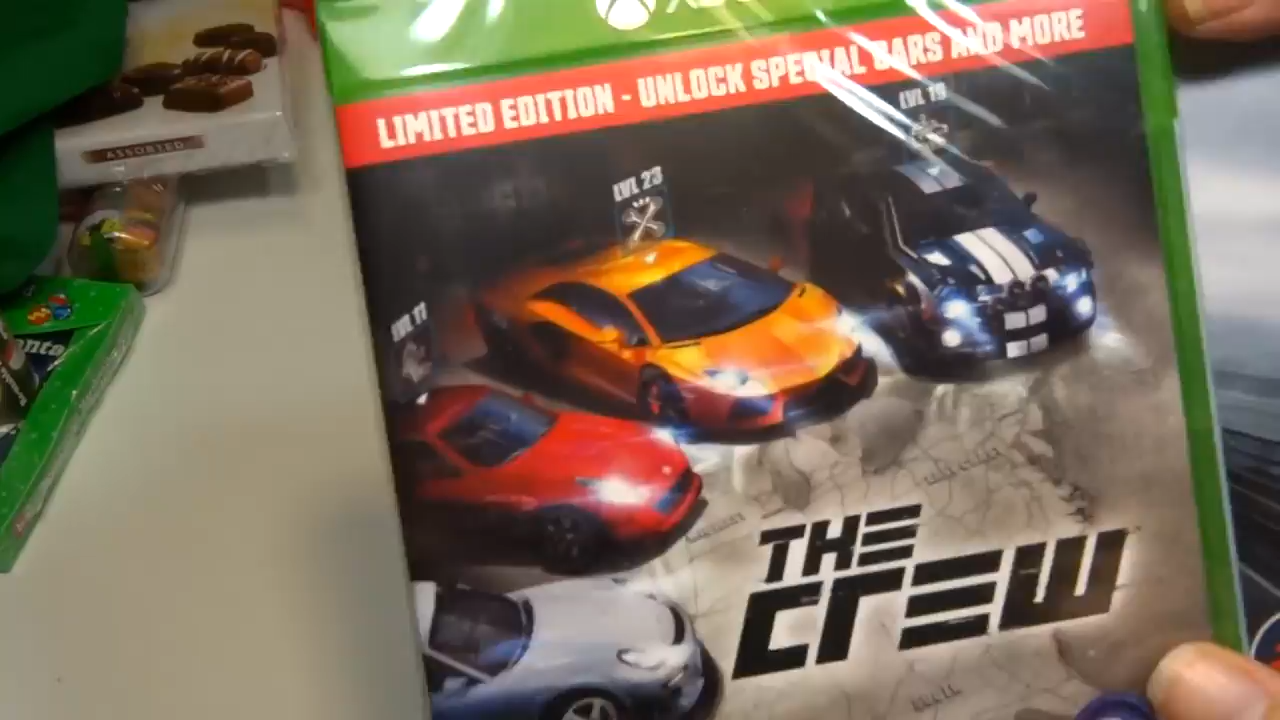 LIMITED EDITION - UNLOCK SPECIAL CARS AND MORE
LVL 19
LVL 23
LVL 17
THE
CREW
ASSORTED